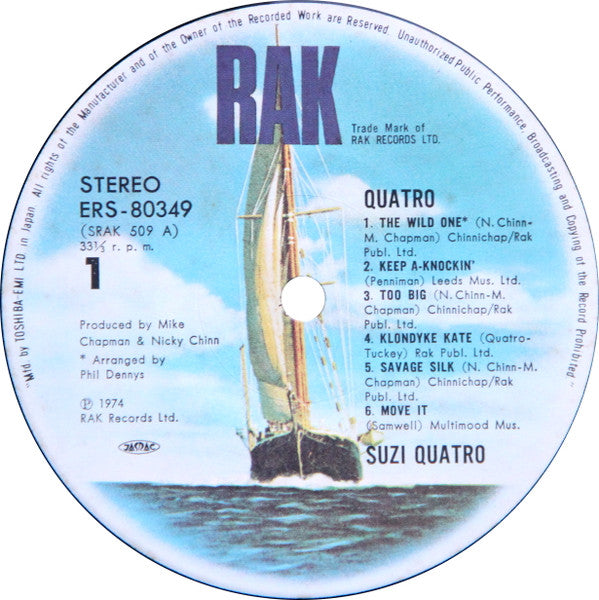 "Mfd. by TOSHIBA-EMI LTD. in Japan. All rights of the Manufacturer and of the Owner of the Recorded Work are Reserved. Unauthorized Public Performance, Broadcasting and Copying of the Record Prohibited"
RAK
Trade Mark of
RAK RECORDS LTD.
STEREO
ERS-80349
(SRAK 509 A)
33⅓ r. p. m.
1
Produced by Mike
Chapman & Nicky Chinn
* Arranged by
Phil Dennys
Ⓟ 1974
RAK Records Ltd.
JASRAC
QUATRO
1. THE WILD ONE* (N. Chinn-
M. Chapman) Chinnichap/Rak
Publ. Ltd.
2. KEEP A-KNOCKIN'
(Penniman) Leeds Mus. Ltd.
3. TOO BIG (N. Chinn-M.
Chapman) Chinnichap/Rak
Publ. Ltd.
4. KLONDYKE KATE (Quatro-
Tuckey) Rak Publ. Ltd.
5. SAVAGE SILK (N. Chinn-M.
Chapman) Chinnichap/Rak
Publ. Ltd.
6. MOVE IT
(Samwell) Multimood Mus.
SUZI QUATRO